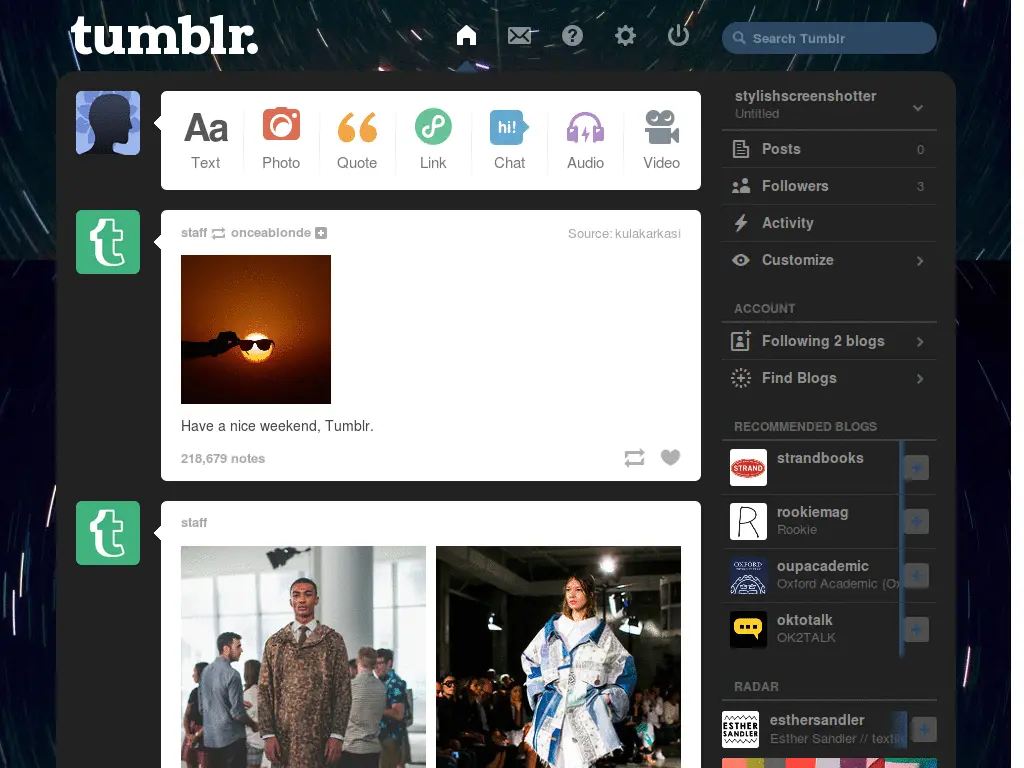 tumblr.
Search Tumblr
Aa
hi!
Text
Photo
Quote
Link
Chat
Audio
Video
staff onceablonde
Source: kulakarkasi
Have a nice weekend, Tumblr.
218,679 notes
staff
stylishscreenshotter
Untitled
Posts 0
Followers 3
Activity
Customize
ACCOUNT
Following 2 blogs
Find Blogs
RECOMMENDED BLOGS
STRAND
strandbooks
R
rookiemag
Rookie
OXFORD
oupacademic
Oxford Academic (Ox
oktotalk
OK2TALK
RADAR
ESTHER
SANDLER
esthersandler
Esther Sandler // textil